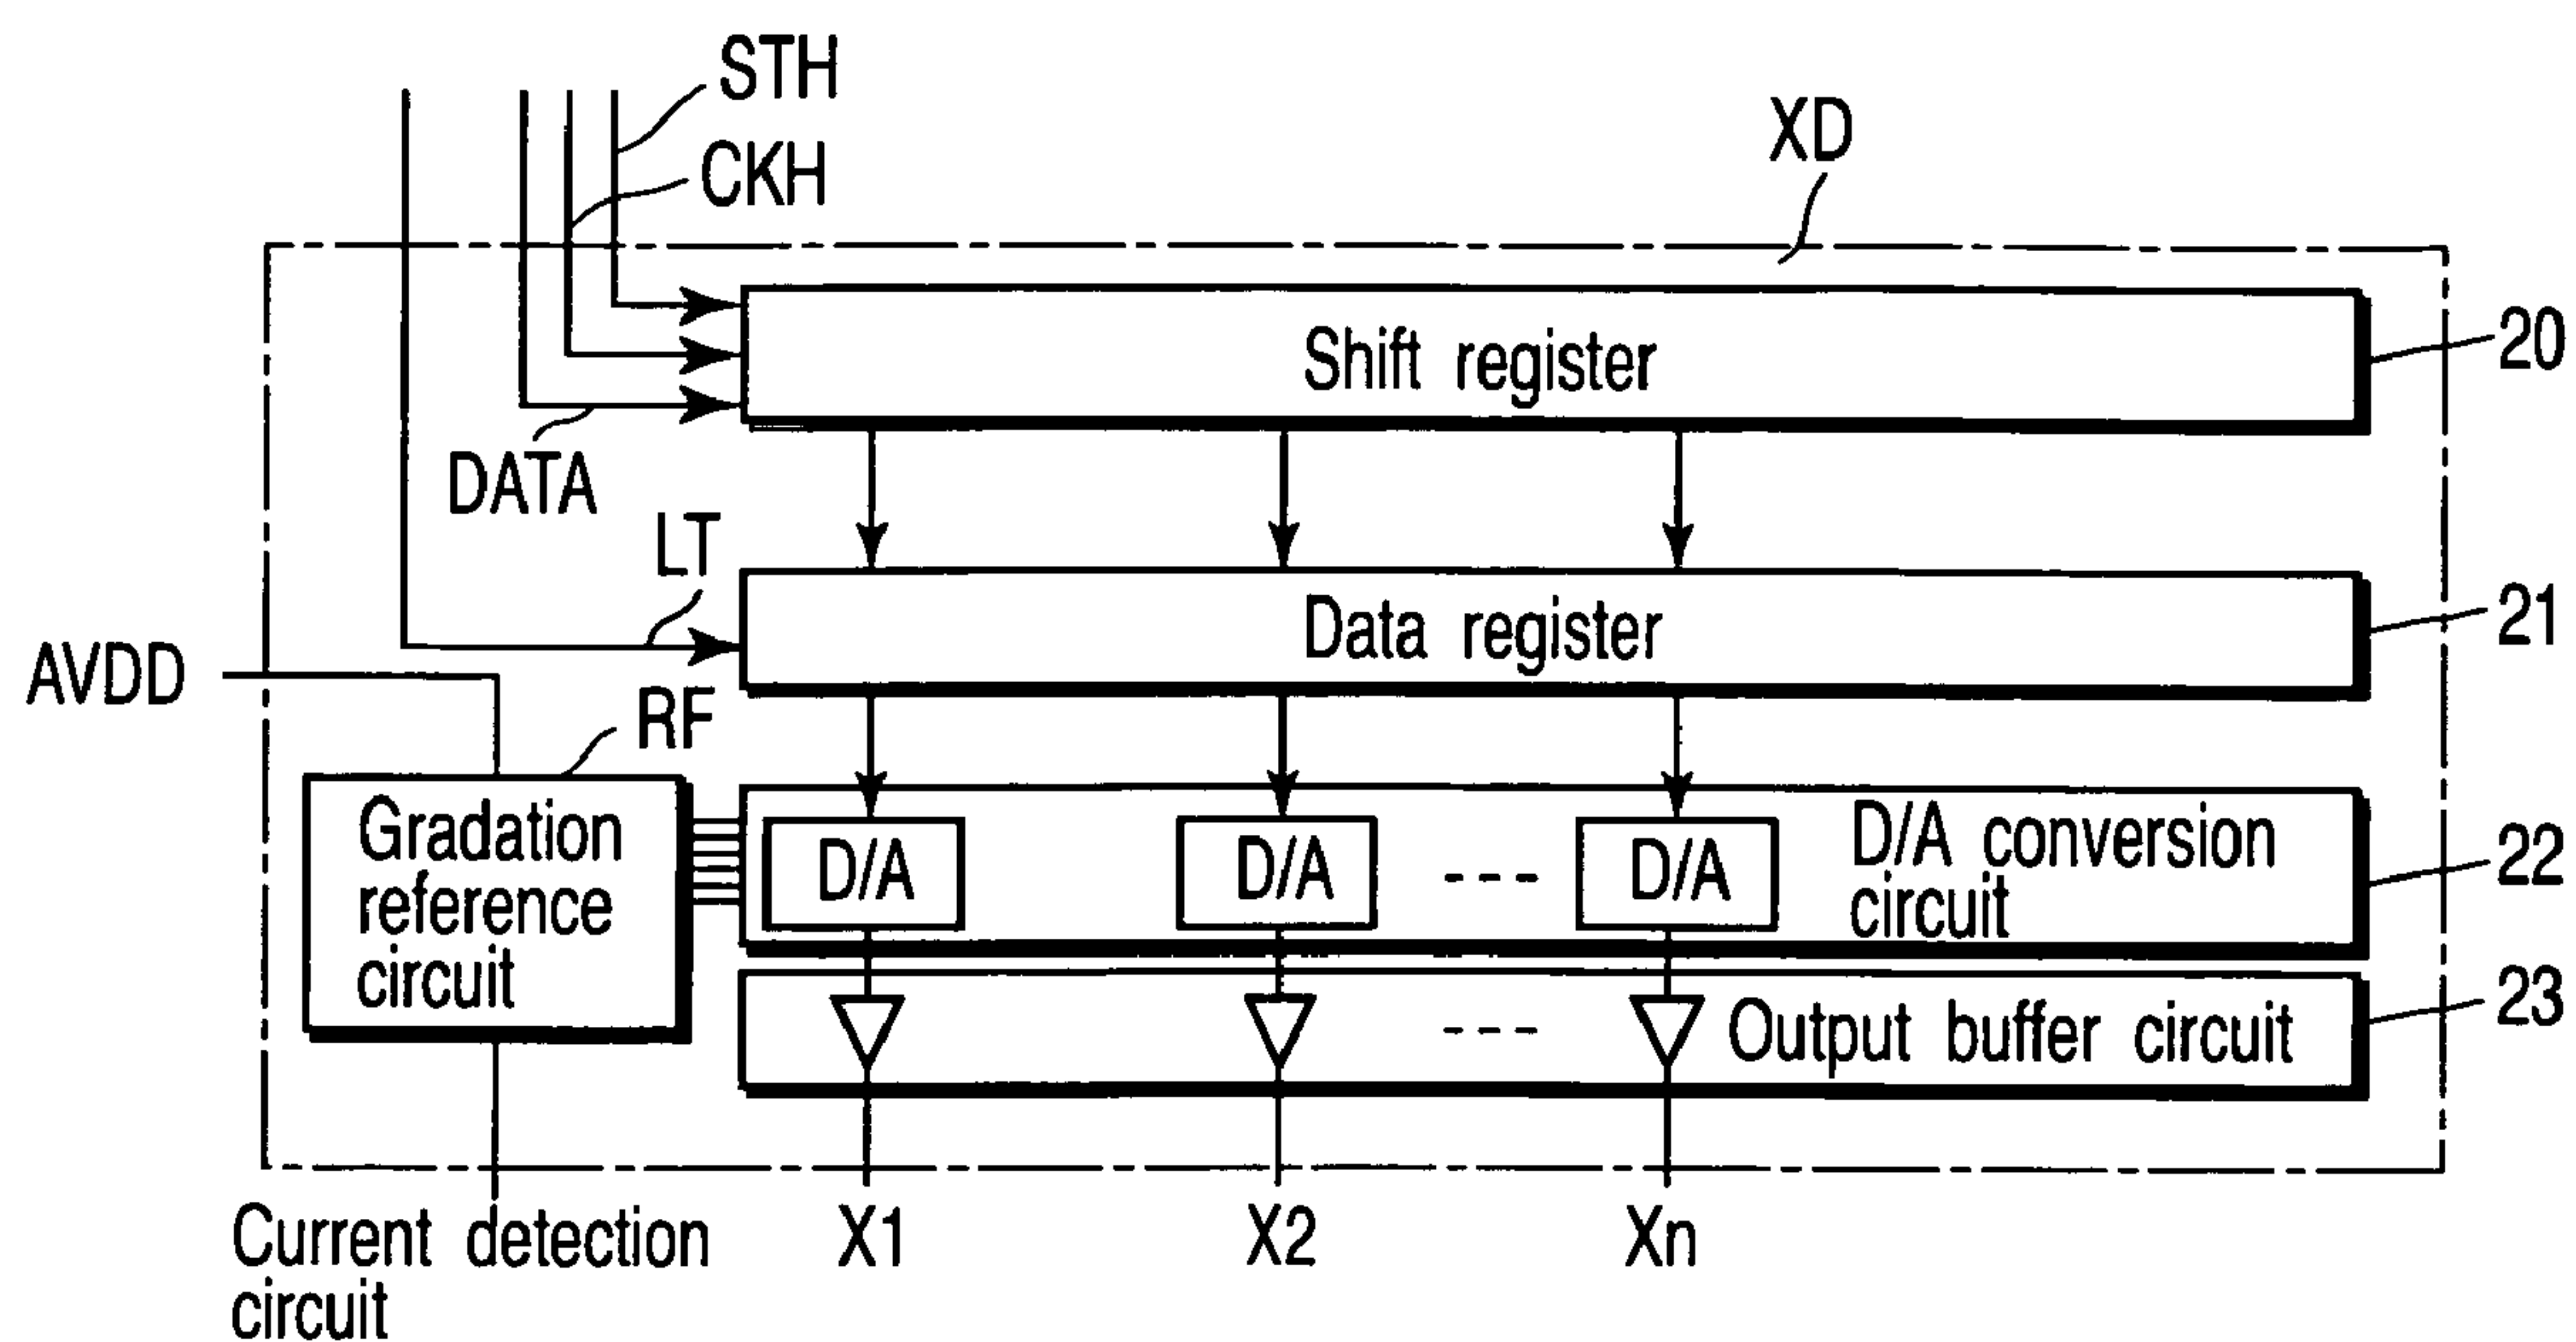 STH
CKH
XD
Shift register
20
DATA
LT
Data register
21
AVDD
RF
Gradation
reference
circuit
D/A
D/A
---
D/A
D/A conversion
circuit
22
---
Output buffer circuit
23
Current detection
circuit
X1
X2
Xn